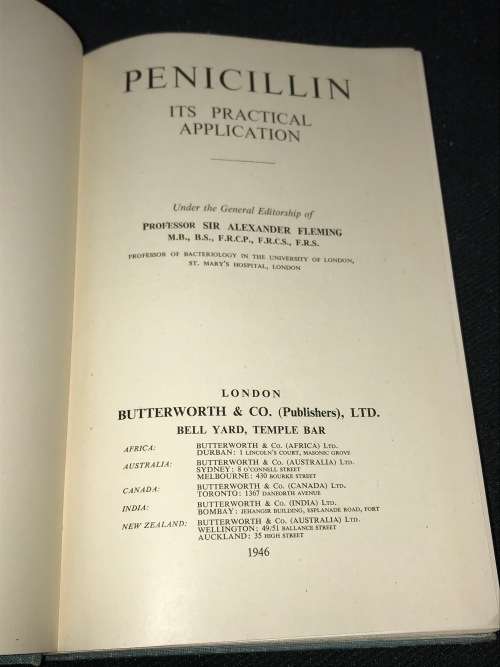 PENICILLIN
ITS PRACTICAL
APPLICATION
Under the General Editorship of
PROFESSOR SIR ALEXANDER FLEMING
M.B., B.S., F.R.C.P., F.R.C.S., F.R.S.
PROFESSOR OF BACTERIOLOGY IN THE UNIVERSITY OF LONDON,
ST. MARY'S HOSPITAL, LONDON
LONDON
BUTTERWORTH & CO. (Publishers), LTD.
BELL YARD, TEMPLE BAR
AFRICA: BUTTERWORTH & Co. (AFRICA) LTD.
DURBAN: 1 LINCOLN'S COURT, MASONIC GROVE
AUSTRALIA: BUTTERWORTH & Co. (AUSTRALIA) LTD.
SYDNEY: 8 O'CONNELL STREET
MELBOURNE: 430 BOURKE STREET
CANADA: BUTTERWORTH & Co. (CANADA) LTD.
TORONTO: 1367 DANFORTH AVENUE
INDIA: BUTTERWORTH & Co. (INDIA) LTD.
BOMBAY: JEHANGIR BUILDING, ESPLANADE ROAD, FORT
NEW ZEALAND: BUTTERWORTH & Co. (AUSTRALIA) LTD.
WELLINGTON: 49/51 BALLANCE STREET
AUCKLAND: 35 HIGH STREET
1946